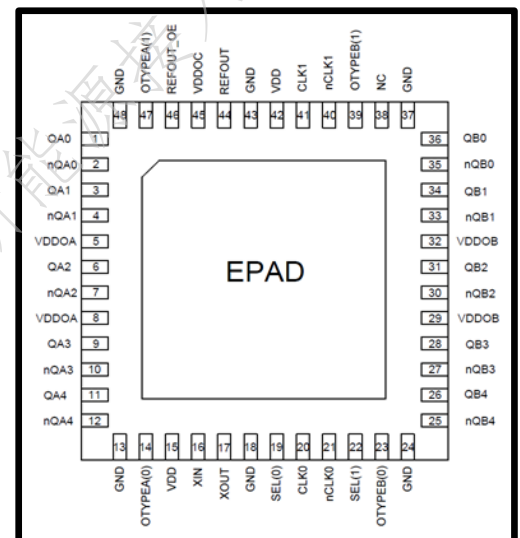 GND OTYPEA(1) REFOUT_OE VDDOC REFOUT GND VDD CLK1 nCLK1 OTYPEB(1) NC GND
48 47 46 45 44 43 42 41 40 39 38 37
QA0 1 36 QB0
nQA0 2 35 nQB0
QA1 3 34 QB1
nQA1 4 33 nQB1
VDDOA 5 32 VDDOB
QA2 6 31 QB2
nQA2 7 30 nQB2
VDDOA 8 29 VDDOB
QA3 9 28 QB3
nQA3 10 27 nQB3
QA4 11 26 QB4
nQA4 12 25 nQB4
EPAD
13 14 15 16 17 18 19 20 21 22 23 24
GND OTYPEA(0) VDD XIN XOUT GND SEL(0) CLK0 nCLK0 SEL(1) OTYPEB(0) GND
能源接